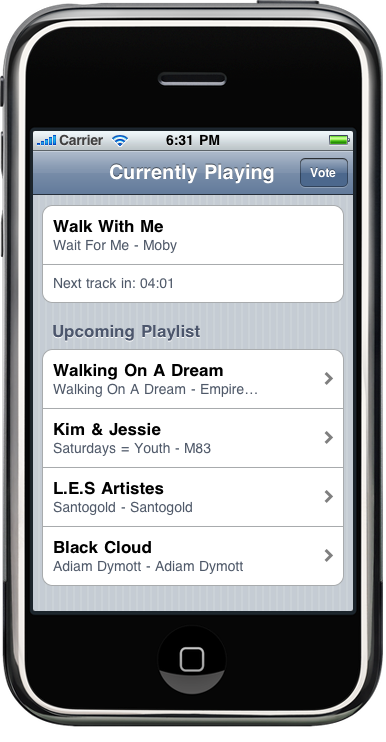 Carrier 6:31 PM
Currently Playing Vote
Walk With Me
Wait For Me - Moby
Next track in: 04:01
Upcoming Playlist
Walking On A Dream
Walking On A Dream - Empire...
Kim & Jessie
Saturdays = Youth - M83
L.E.S Artistes
Santogold - Santogold
Black Cloud
Adiam Dymott - Adiam Dymott